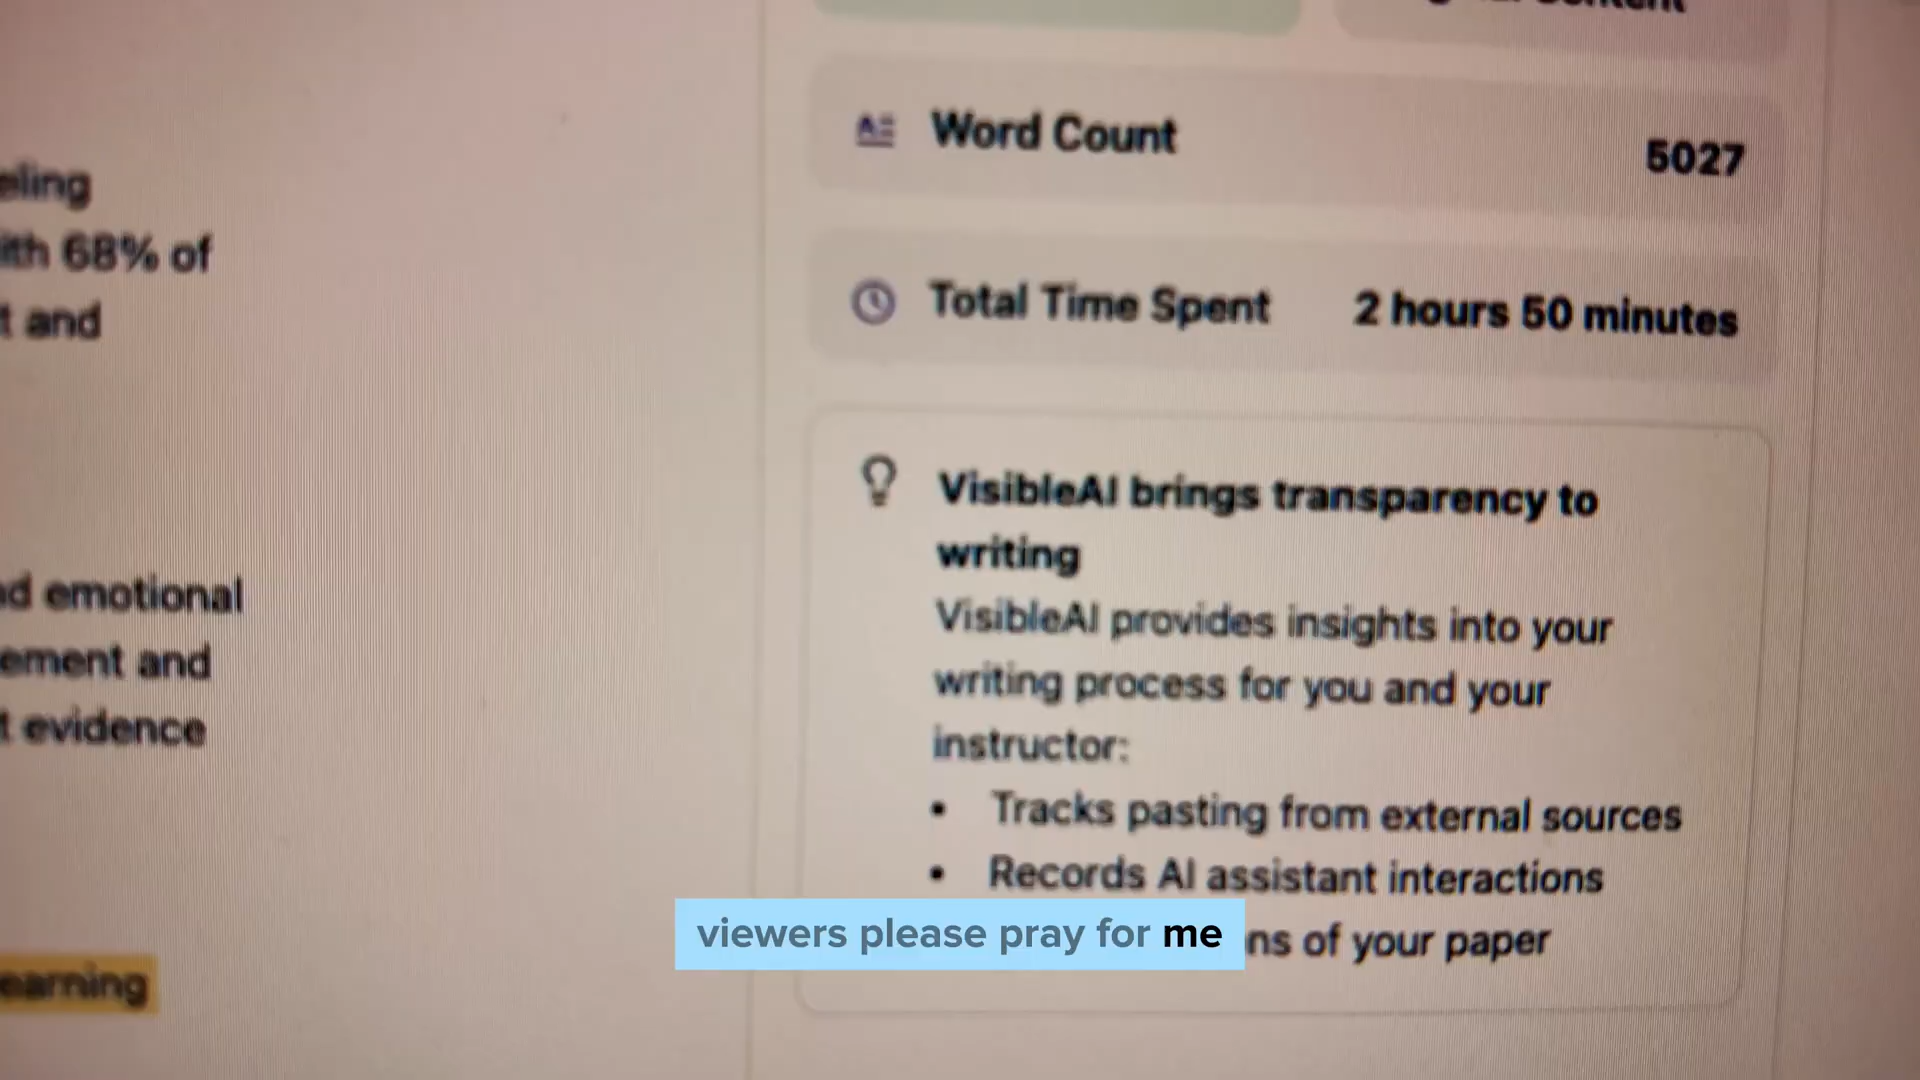 Content
Word Count
5027
Total Time Spent 2 hours 50 minutes
VisibleAI brings transparency to
writing
VisibleAI provides insights into your
writing process for you and your
instructor:
• Tracks pasting from external sources
• Records AI assistant interactions
ns of your paper
eling
ith 68% of
t and
nd emotional
ement and
t evidence
earning
viewers please pray for me